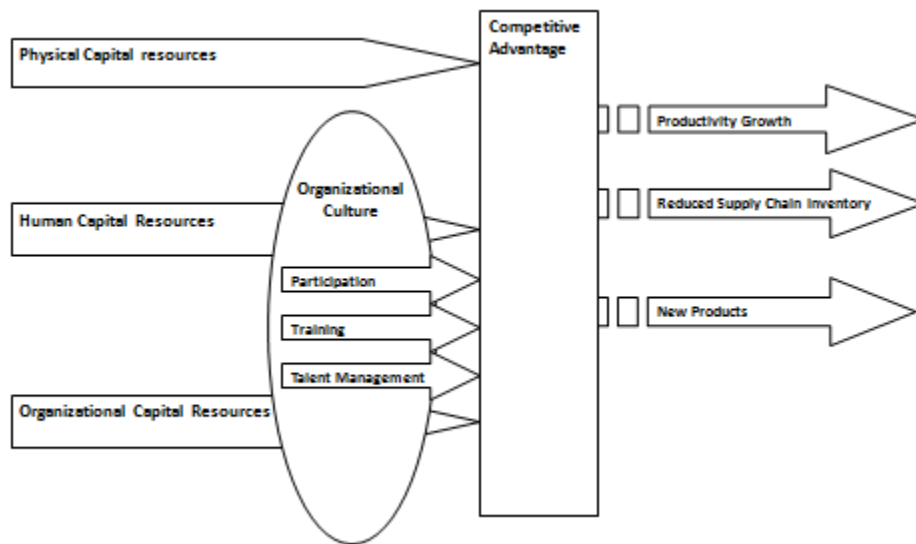 Competitive
Advantage
Physical Capital resources
Productivity Growth
Organizational
Culture
Reduced Supply Chain Inventory
Human Capital Resources
Participation
New Products
Training
Talent Management
Organizational Capital Resources